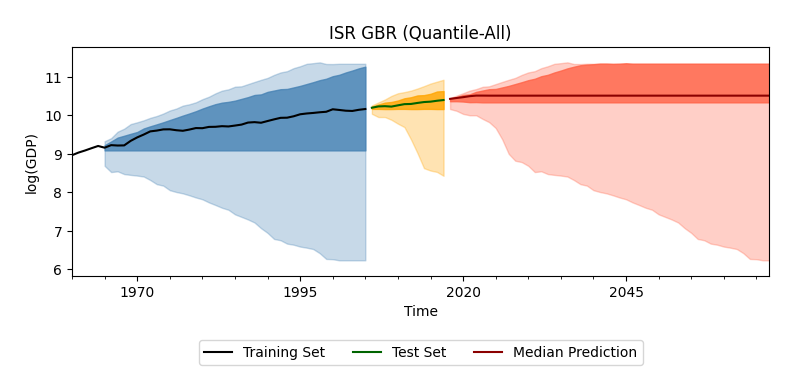 ISR GBR (Quantile-All)
11
10
9
8
7
6
log(GDP)
1970 1995 2020 2045
Time
Training Set Test Set Median Prediction